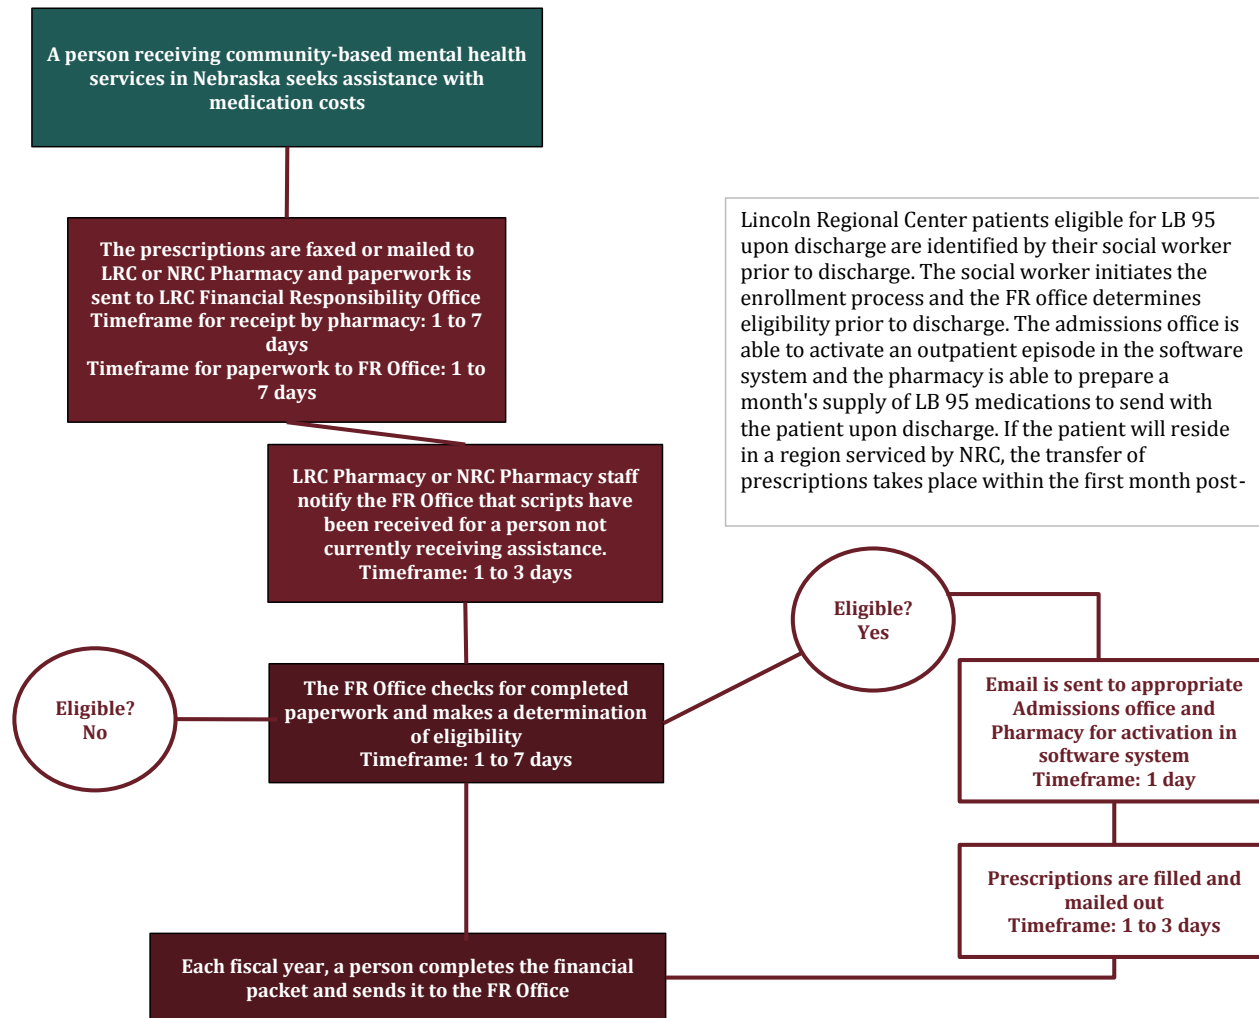 A person receiving community-based mental health
services in Nebraska seeks assistance with
medication costs
The prescriptions are faxed or mailed to
LRC or NRC Pharmacy and paperwork is
sent to LRC Financial Responsibility Office
Timeframe for receipt by pharmacy: 1 to 7
days
Timeframe for paperwork to FR Office: 1 to
7 days
Lincoln Regional Center patients eligible for LB 95
upon discharge are identified by their social worker
prior to discharge. The social worker initiates the
enrollment process and the FR office determines
eligibility prior to discharge. The admissions office is
able to activate an outpatient episode in the software
system and the pharmacy is able to prepare a
month's supply of LB 95 medications to send with
the patient upon discharge. If the patient will reside
in a region serviced by NRC, the transfer of
prescriptions takes place within the first month post-
LRC Pharmacy or NRC Pharmacy staff
notify the FR Office that scripts have
been received for a person not
currently receiving assistance.
Timeframe: 1 to 3 days
Eligible?
Yes
Eligible?
No
The FR Office checks for completed
paperwork and makes a determination
of eligibility
Timeframe: 1 to 7 days
Email is sent to appropriate
Admissions office and
Pharmacy for activation in
software system
Timeframe: 1 day
Prescriptions are filled and
mailed out
Timeframe: 1 to 3 days
Each fiscal year, a person completes the financial
packet and sends it to the FR Office